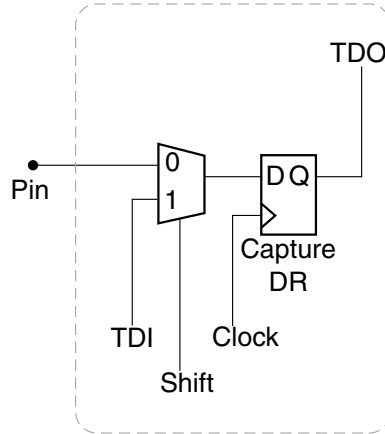 TDO
0
D Q
Pin
1
Capture
DR
TDI
Clock
Shift